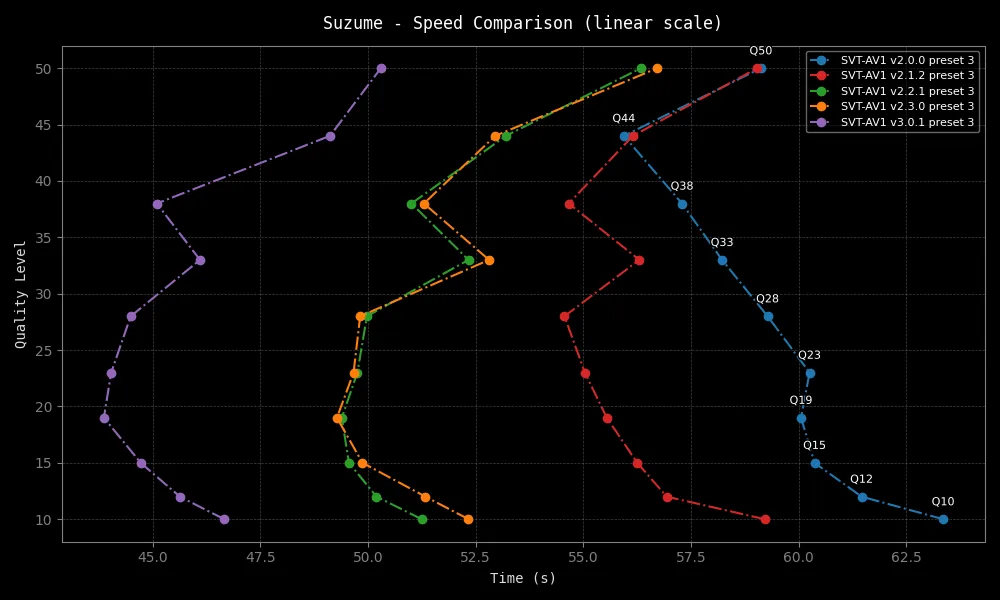 Suzume - Speed Comparison (linear scale)
SVT-AV1 v2.0.0 preset 3
SVT-AV1 v2.1.2 preset 3
SVT-AV1 v2.2.1 preset 3
SVT-AV1 v2.3.0 preset 3
SVT-AV1 v3.0.1 preset 3
Q50
Q44
Q38
Q33
Q28
Q23
Q19
Q15
Q12
Q10
Quality Level
50
45
40
35
30
25
20
15
10
45.0 47.5 50.0 52.5 55.0 57.5 60.0 62.5
Time (s)